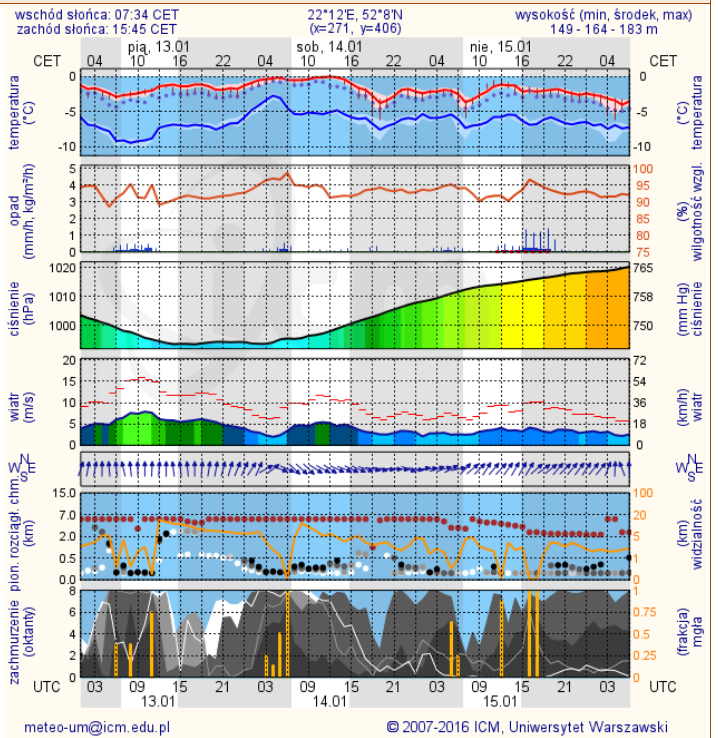 wschód słońca: 07:34 CET 22°12'E, 52°8'N wysokość (min, środek, max)
zachód słońca: 15:45 CET (x=271, y=406) 149 - 164 - 183 m
pią, 13.01 sob, 14.01 nie, 15.01
CET 04 10 16 22 04 10 16 22 04 10 16 22 04 CET
temperatura (°C) 0 -5 -10 0 -5 -10 temperatura (°C)
opad (mm/h, kg/m²/h) 5 4 3 2 1 0 100 95 90 85 80 75 wilgotność wzgl. (%)
ciśnienie (hPa) 1020 1010 1000 765 758 750 (mm Hg) ciśnienie
wiatr (m/s) 20 15 10 5 0 72 54 36 18 0 (km/h) wiatr
N W E S N W E S
pion. rozciągł. chm. (km) 15.0 7.0 2.0 0.5 0.0 100 20 5 1 0 (km) widzialność
zachmurzenie (oktanty) 8 6 4 2 0 1 0.75 0.5 0.25 0 (frakcja) mgła
UTC 03 09 15 21 03 09 15 21 03 09 15 21 03 UTC
13.01 14.01 15.01
meteo-um@icm.edu.pl © 2007-2016 ICM, Uniwersytet Warszawski